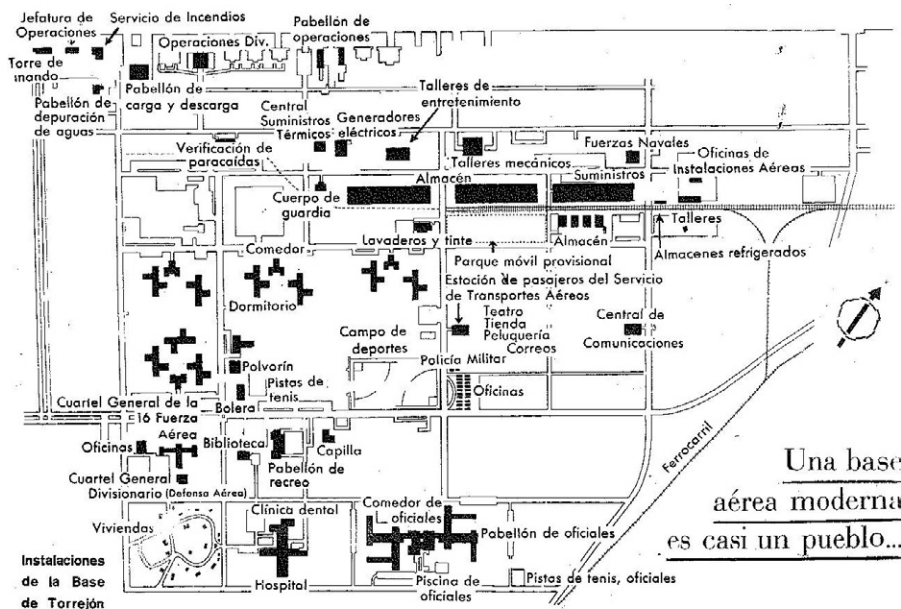 Jefatura de
Operaciones
Servicio de Incendios
Pabellón de
operaciones
Operaciones Div.
Torre de
mando
Pabellón de
carga y descarga
Pabellón de
depuración
de aguas
Talleres de
entretenimiento
Central
Suministros
Térmicos
Generadores
eléctricos
Verificación de
paracaídas
Talleres mecánicos
Fuerzas Navales
Oficinas de
Instalaciones Aéreas
Almacén
Suministros
Cuerpo de
guardia
Talleres
Lavaderos y tinte
Almacén
Almacenes refrigerados
Comedor
Parque móvil provisional
Estación de pasajeros del Servicio
de Transportes Aéreos
Dormitorio
Teatro
Tienda
Peluquería
Correos
Central de
Comunicaciones
Campo de
deportes
Policía Militar
Polvorín
Pistas de
tenis
Oficinas
Bolera
Cuartel General de la
16 Fuerza
Aérea
Oficinas
Biblioteca
Capilla
Pabellón de
recreo
Ferrocarril
Cuartel General
Divisionario (Defensa Aérea)
Clínica dental
Comedor de
oficiales
Pabellón de oficiales
Viviendas
Hospital
Piscina de
oficiales
Pistas de tenis, oficiales
Una base
aérea moderna
es casi un pueblo...
Instalaciones
de la Base
de Torrejón